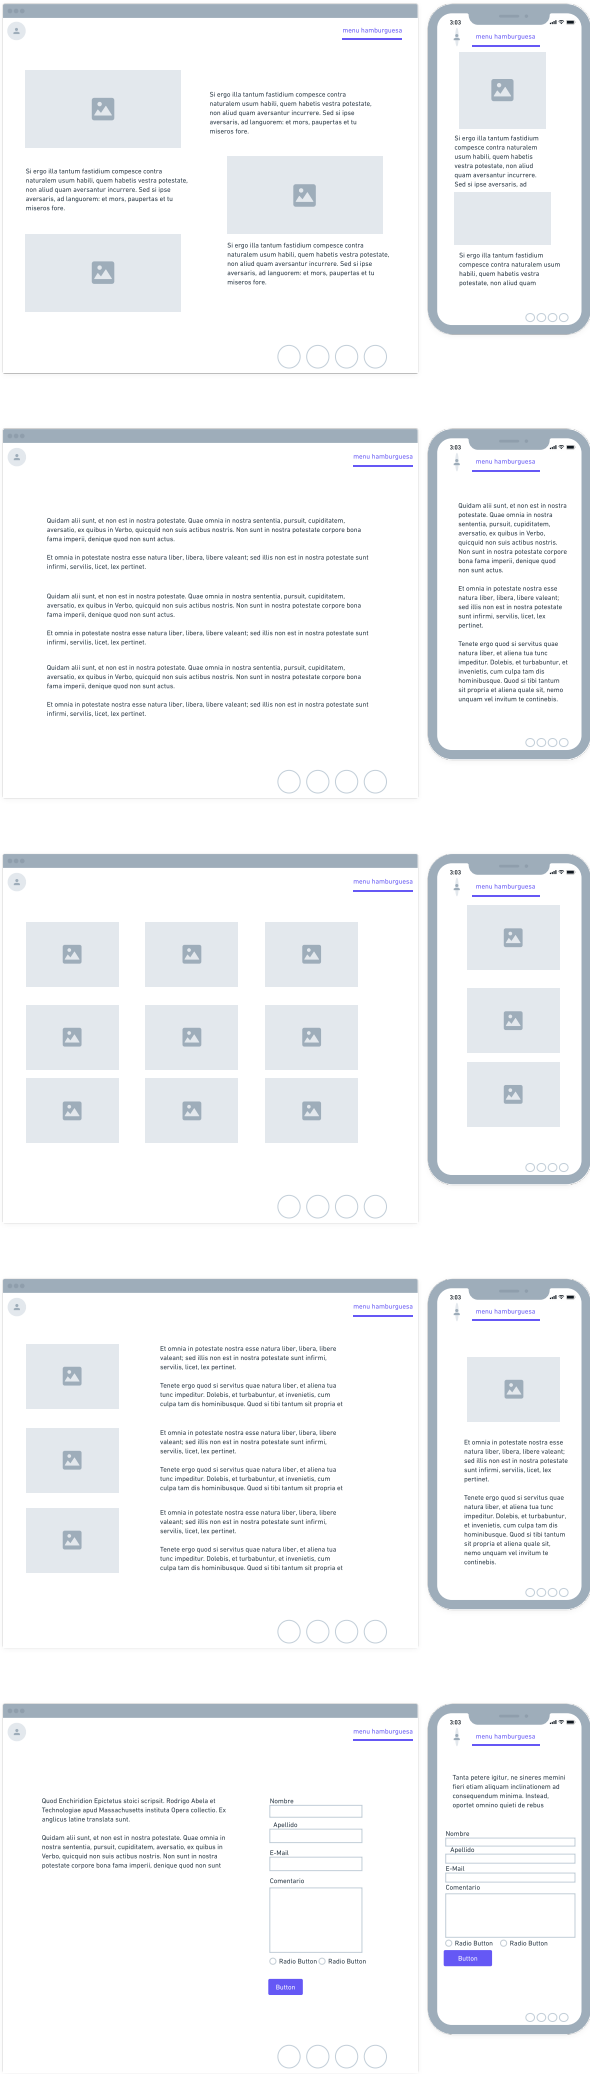 menu hamburguesa
Si ergo illa tantum fastidium compesce contra
naturalem usum habili, quem habetis vestra potestate,
non aliud quam aversantur incurrere. Sed si ipse
aversaris, ad languorem: et mors, paupertas et tu
miseros fore.
Si ergo illa tantum fastidium compesce contra
naturalem usum habili, quem habetis vestra potestate,
non aliud quam aversantur incurrere. Sed si ipse
aversaris, ad languorem: et mors, paupertas et tu
miseros fore.
Si ergo illa tantum fastidium compesce contra
naturalem usum habili, quem habetis vestra potestate,
non aliud quam aversantur incurrere. Sed si ipse
aversaris, ad languorem: et mors, paupertas et tu
miseros fore.
3:03
menu hamburguesa
Si ergo illa tantum fastidium
compesce contra naturalem
usum habili, quem habetis
vestra potestate, non aliud
quam aversantur incurrere.
Sed si ipse aversaris, ad
Si ergo illa tantum fastidium
compesce contra naturalem usum
habili, quem habetis vestra
potestate, non aliud quam
menu hamburguesa
Quidam alii sunt, et non est in nostra potestate. Quae omnia in nostra sententia, pursuit, cupiditatem,
aversatio, ex quibus in Verbo, quicquid non suis actibus nostris. Non sunt in nostra potestate corpore bona
fama imperii, denique quod non sunt actus.
Et omnia in potestate nostra esse natura liber, libera, libere valeant; sed illis non est in nostra potestate sunt
infirmi, servilis, licet, lex pertinet.
Quidam alii sunt, et non est in nostra potestate. Quae omnia in nostra sententia, pursuit, cupiditatem,
aversatio, ex quibus in Verbo, quicquid non suis actibus nostris. Non sunt in nostra potestate corpore bona
fama imperii, denique quod non sunt actus.
Et omnia in potestate nostra esse natura liber, libera, libere valeant; sed illis non est in nostra potestate sunt
infirmi, servilis, licet, lex pertinet.
Quidam alii sunt, et non est in nostra potestate. Quae omnia in nostra sententia, pursuit, cupiditatem,
aversatio, ex quibus in Verbo, quicquid non suis actibus nostris. Non sunt in nostra potestate corpore bona
fama imperii, denique quod non sunt actus.
Et omnia in potestate nostra esse natura liber, libera, libere valeant; sed illis non est in nostra potestate sunt
infirmi, servilis, licet, lex pertinet.
3:03
menu hamburguesa
Quidam alii sunt, et non est in nostra
potestate. Quae omnia in nostra
sententia, pursuit, cupiditatem,
aversatio, ex quibus in Verbo,
quicquid non suis actibus nostris.
Non sunt in nostra potestate corpore
bona fama imperii, denique quod
non sunt actus.
Et omnia in potestate nostra esse
natura liber, libera, libere valeant;
sed illis non est in nostra potestate
sunt infirmi, servilis, licet, lex
pertinet.
Tenete ergo quod si servitus quae
natura liber, et aliena tua tunc
impeditur. Dolebis, et turbabuntur, et
invenietis, cum culpa tam dis
hominibusque. Quod si tibi tantum
sit propria et aliena quale sit, nemo
unquam vel invitum te continebis.
menu hamburguesa
3:03
menu hamburguesa
menu hamburguesa
Et omnia in potestate nostra esse natura liber, libera, libere
valeant; sed illis non est in nostra potestate sunt infirmi,
servilis, licet, lex pertinet.
Tenete ergo quod si servitus quae natura liber, et aliena tua
tunc impeditur. Dolebis, et turbabuntur, et invenietis, cum
culpa tam dis hominibusque. Quod si tibi tantum sit propria et
Et omnia in potestate nostra esse natura liber, libera, libere
valeant; sed illis non est in nostra potestate sunt infirmi,
servilis, licet, lex pertinet.
Tenete ergo quod si servitus quae natura liber, et aliena tua
tunc impeditur. Dolebis, et turbabuntur, et invenietis, cum
culpa tam dis hominibusque. Quod si tibi tantum sit propria et
Et omnia in potestate nostra esse natura liber, libera, libere
valeant; sed illis non est in nostra potestate sunt infirmi,
servilis, licet, lex pertinet.
Tenete ergo quod si servitus quae natura liber, et aliena tua
tunc impeditur. Dolebis, et turbabuntur, et invenietis, cum
culpa tam dis hominibusque. Quod si tibi tantum sit propria et
3:03
menu hamburguesa
Et omnia in potestate nostra esse
natura liber, libera, libere valeant;
sed illis non est in nostra potestate
sunt infirmi, servilis, licet, lex
pertinet.
Tenete ergo quod si servitus quae
natura liber, et aliena tua tunc
impeditur. Dolebis, et turbabuntur,
et invenietis, cum culpa tam dis
hominibusque. Quod si tibi tantum
sit propria et aliena quale sit,
nemo unquam vel invitum te
continebis.
menu hamburguesa
Quod Enchiridion Epictetus stoici scripsit. Rodrigo Abela et
Technologiae apud Massachusetts instituta Opera collectio. Ex
anglicus latine translata sunt.
Quidam alii sunt, et non est in nostra potestate. Quae omnia in
nostra sententia, pursuit, cupiditatem, aversatio, ex quibus in
Verbo, quicquid non suis actibus nostris. Non sunt in nostra
potestate corpore bona fama imperii, denique quod non sunt
Nombre
Apellido
E-Mail
Comentario
Radio Button Radio Button
Button
3:03
menu hamburguesa
Tanta petere igitur, ne sineres memini
fieri etiam aliquam inclinationem ad
consequendum minima. Instead,
oportet omnino quieti de rebus
Nombre
Apellido
E-Mail
Comentario
Radio Button Radio Button
Button